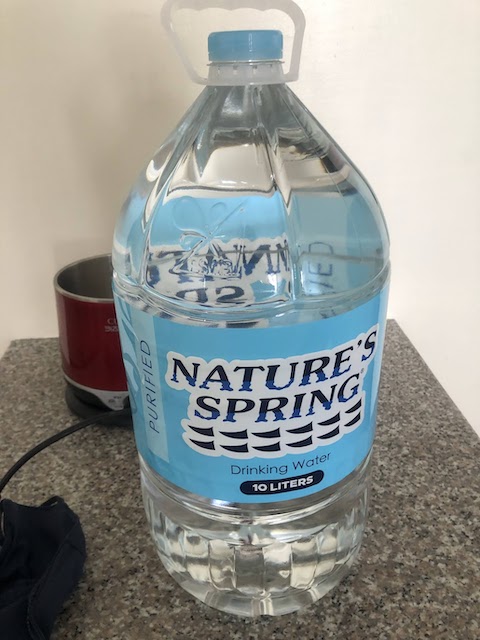 PURIFIED
NATURE'S
SPRING
Drinking Water
10 LITERS